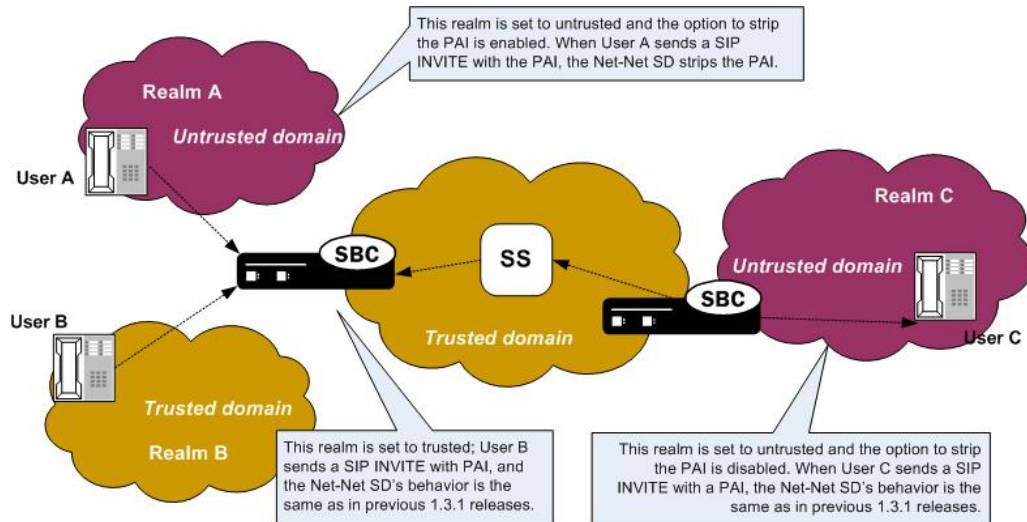 This realm is set to untrusted and the option to strip
the PAI is enabled. When User A sends a SIP
INVITE with the PAI, the Net-Net SD strips the PAI.
Realm A
Untrusted domain
User A
Realm C
Untrusted domain
User C
SBC
SS
SBC
Trusted domain
User B
Trusted domain
Realm B
This realm is set to trusted; User B
sends a SIP INVITE with PAI, and
the Net-Net SD's behavior is the
same as in previous 1.3.1 releases.
This realm is set to untrusted and the option to strip
the PAI is disabled. When User C sends a SIP
INVITE with a PAI, the Net-Net SD's behavior is the
same as in previous 1.3.1 releases.